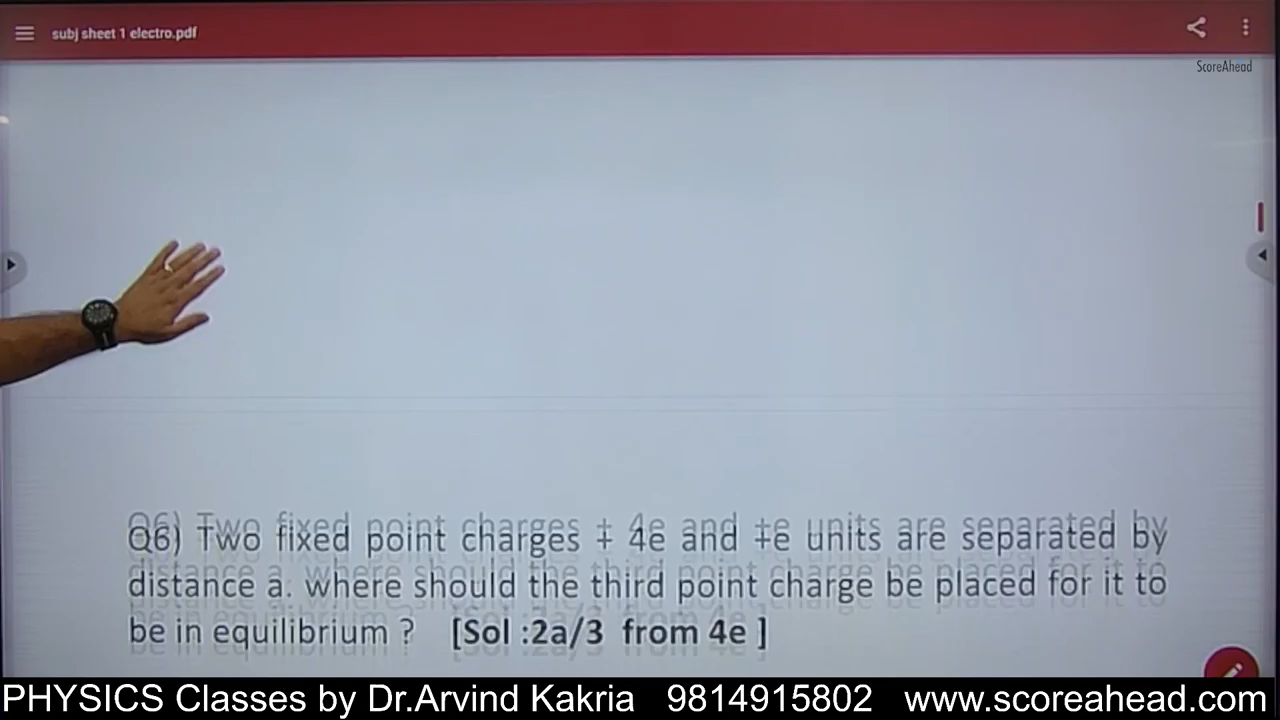 subj sheet 1 electro.pdf
ScoreAhead
Q6) Two fixed point charges + 4e and +e units are separated by
distance a. where should the third point charge be placed for it to
be in equilibrium ? [Sol :2a/3 from 4e ]
PHYSICS Classes by Dr.Arvind Kakria 9814915802 www.scoreahead.com